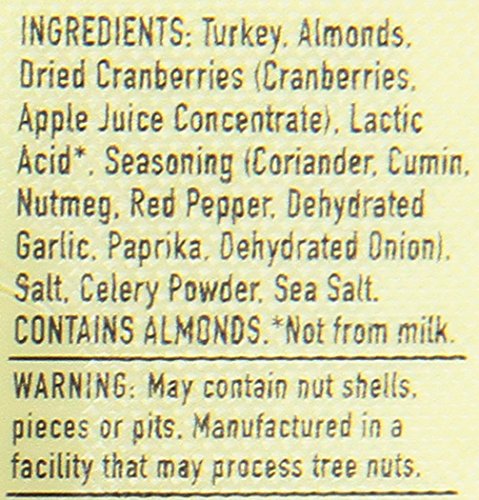 INGREDIENTS: Turkey, Almonds,
Dried Cranberries (Cranberries,
Apple Juice Concentrate), Lactic
Acid*, Seasoning (Coriander, Cumin,
Nutmeg, Red Pepper, Dehydrated
Garlic, Paprika, Dehydrated Onion),
Salt, Celery Powder, Sea Salt.
CONTAINS ALMONDS.*Not from milk.
WARNING: May contain nut shells,
pieces or pits. Manufactured in a
facility that may process tree nuts.